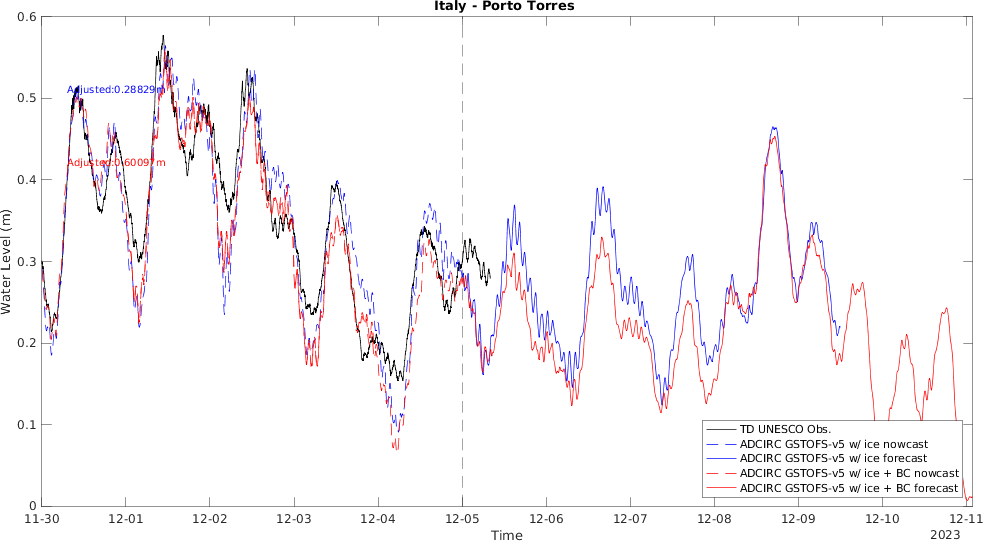 Italy - Porto Torres
0.6
0.5
0.4
0.3
0.2
0.1
0
Water Level (m)
Adjusted:0.28829m
Adjusted:0.60097m
TD UNESCO Obs.
ADCIRC GSTOFS-v5 w/ ice nowcast
ADCIRC GSTOFS-v5 w/ ice forecast
ADCIRC GSTOFS-v5 w/ ice + BC nowcast
ADCIRC GSTOFS-v5 w/ ice + BC forecast
11-30 12-01 12-02 12-03 12-04 12-05 12-06 12-07 12-08 12-09 12-10 12-11
Time
2023